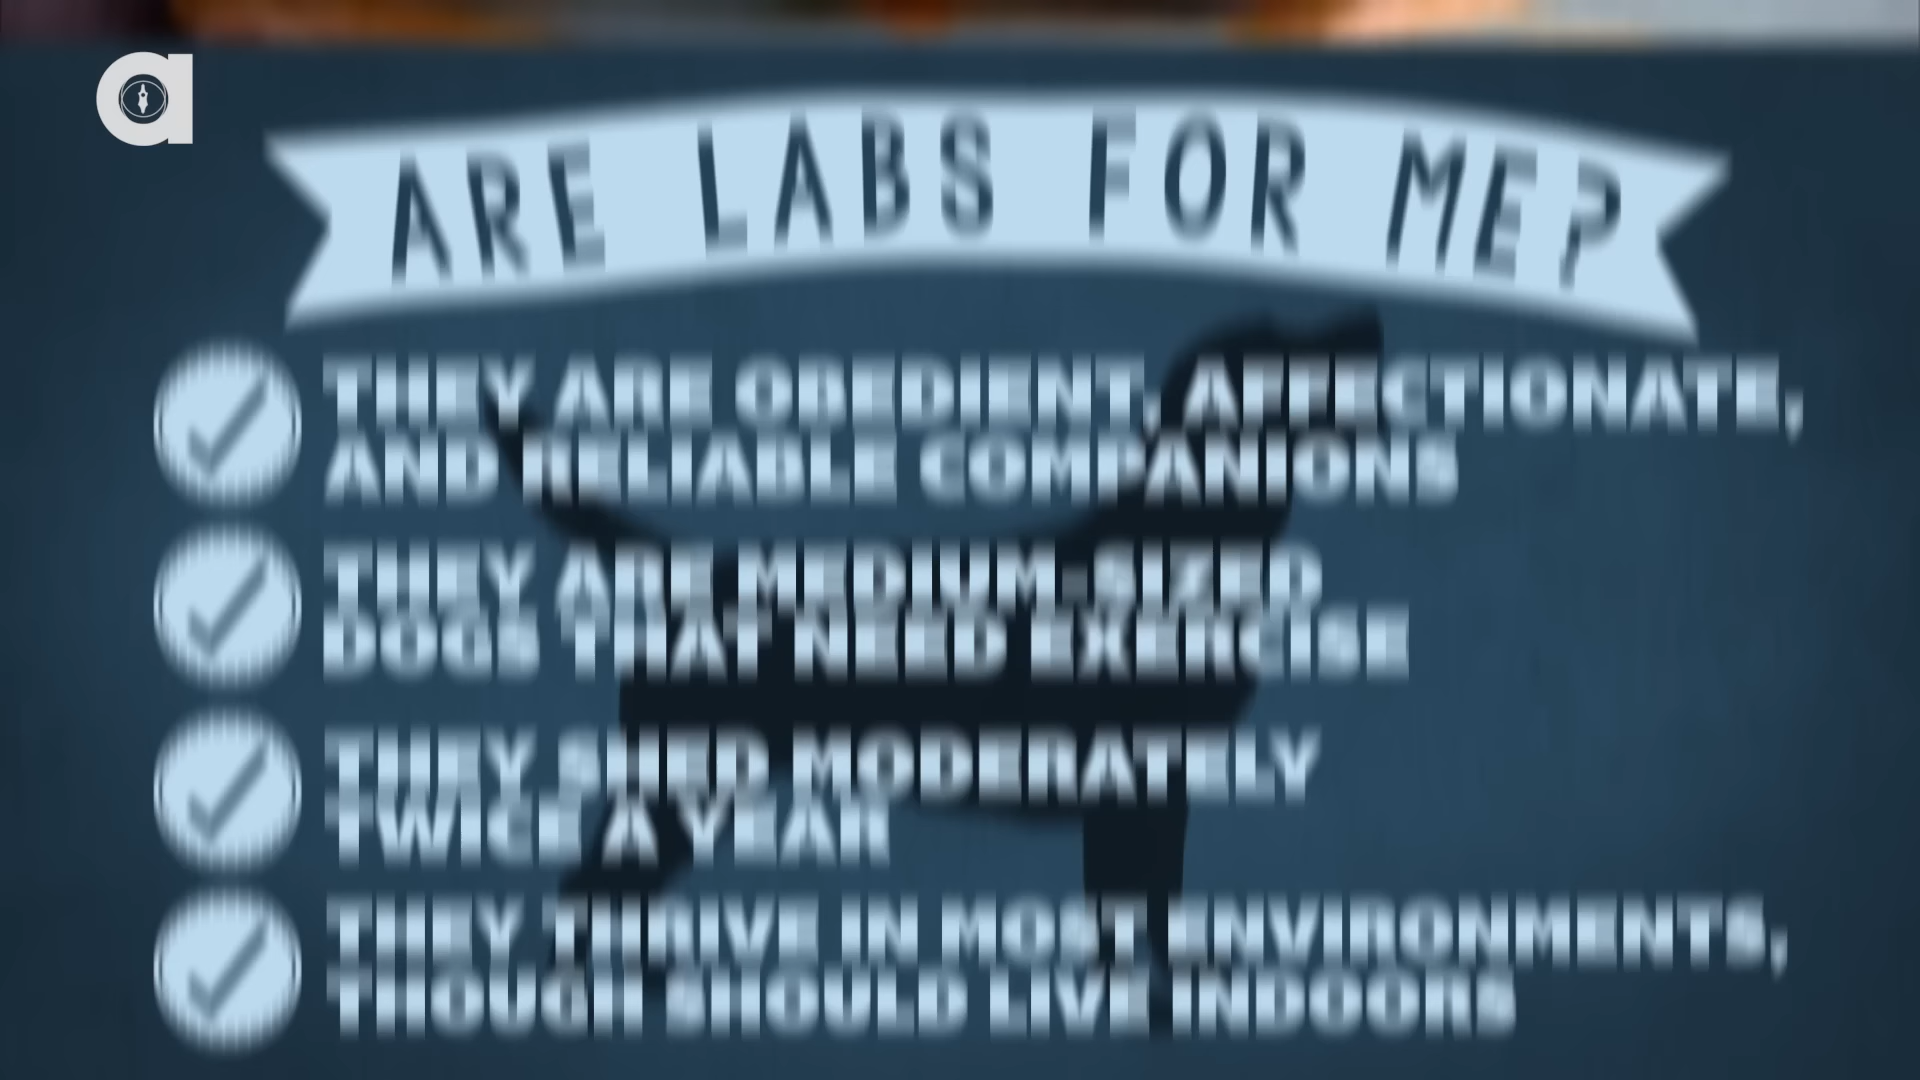 a
ARE LABS FOR ME?
THEY ARE OBEDIENT, AFFECTIONATE,
AND RELIABLE COMPANIONS
THEY ARE MEDIUM-SIZED
DOGS THAT NEED EXERCISE
THEY SHED MODERATELY
TWICE A YEAR
THEY THRIVE IN MOST ENVIRONMENTS,
THOUGH SHOULD LIVE INDOORS